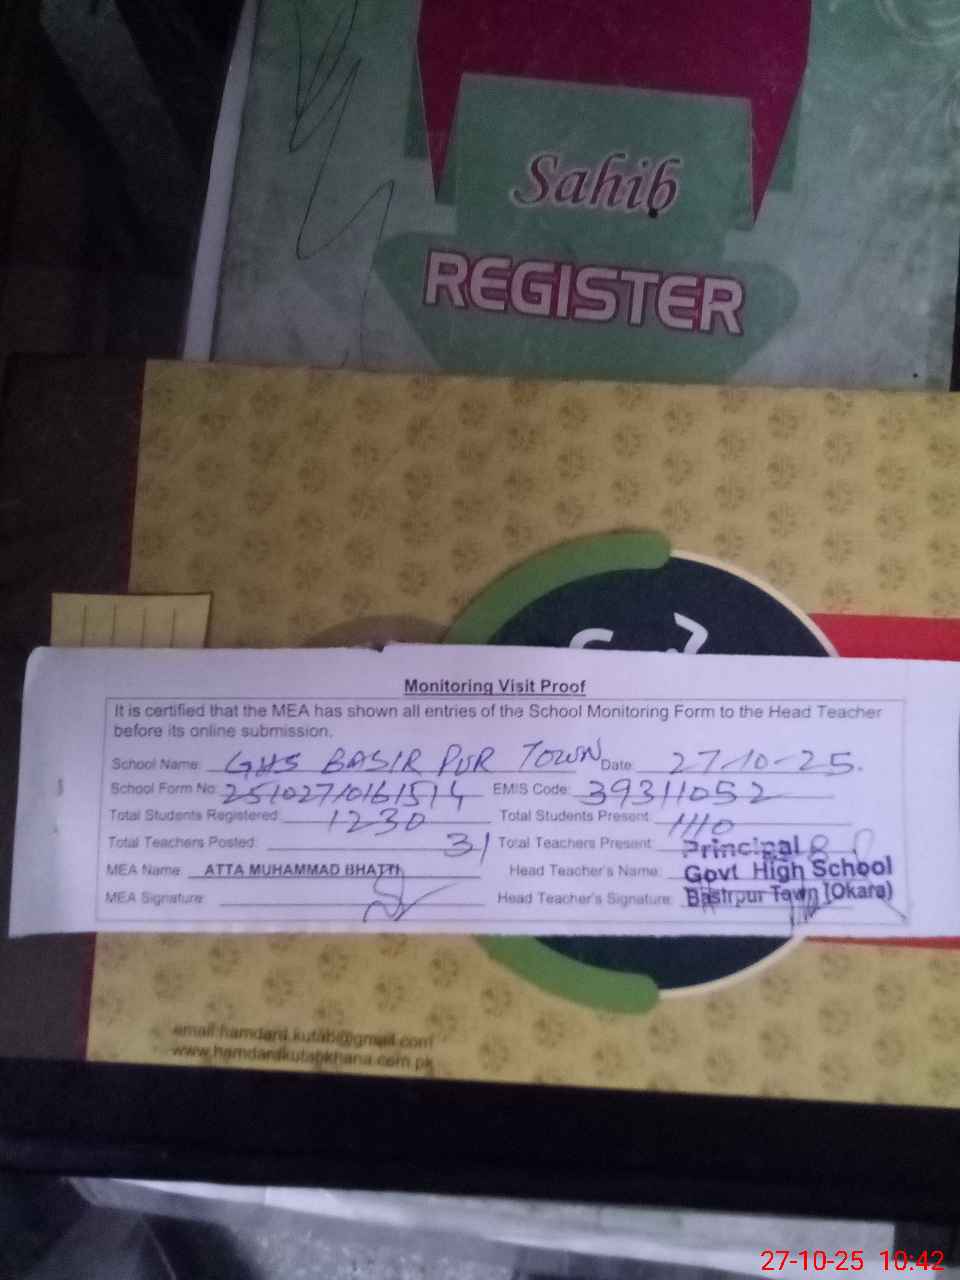 Sahib
REGISTER
Monitoring Visit Proof
It is certified that the MEA has shown all entries of the School Monitoring Form to the Head Teacher
before its online submission.
School Name: GHS BASIR PUR TOWN Date: 27-10-25.
School Form No: 25102710161514 EMIS Code: 39311052
Total Students Registered: 1230 Total Students Present: 1110
Total Teachers Posted: 31 Total Teachers Present:
MEA Name: ATTA MUHAMMAD BHATTI Head Teacher's Name:
MEA Signature: Head Teacher's Signature:
Principal
Govt High School
Basirpur Town (Okara)
email:hamdard.kutab@gmail.com
www.hamdardkutabkhana.com.pk
27-10-25 10:42